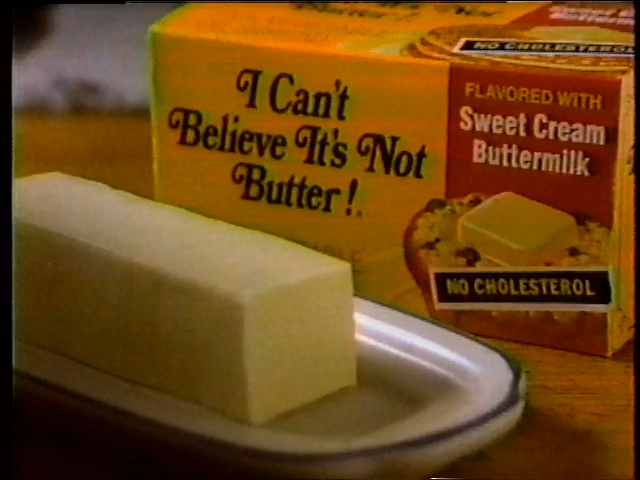 NO CHOLESTEROL
I Can't
Believe It's Not
Butter!
FLAVORED WITH
Sweet Cream
Buttermilk
NO CHOLESTEROL